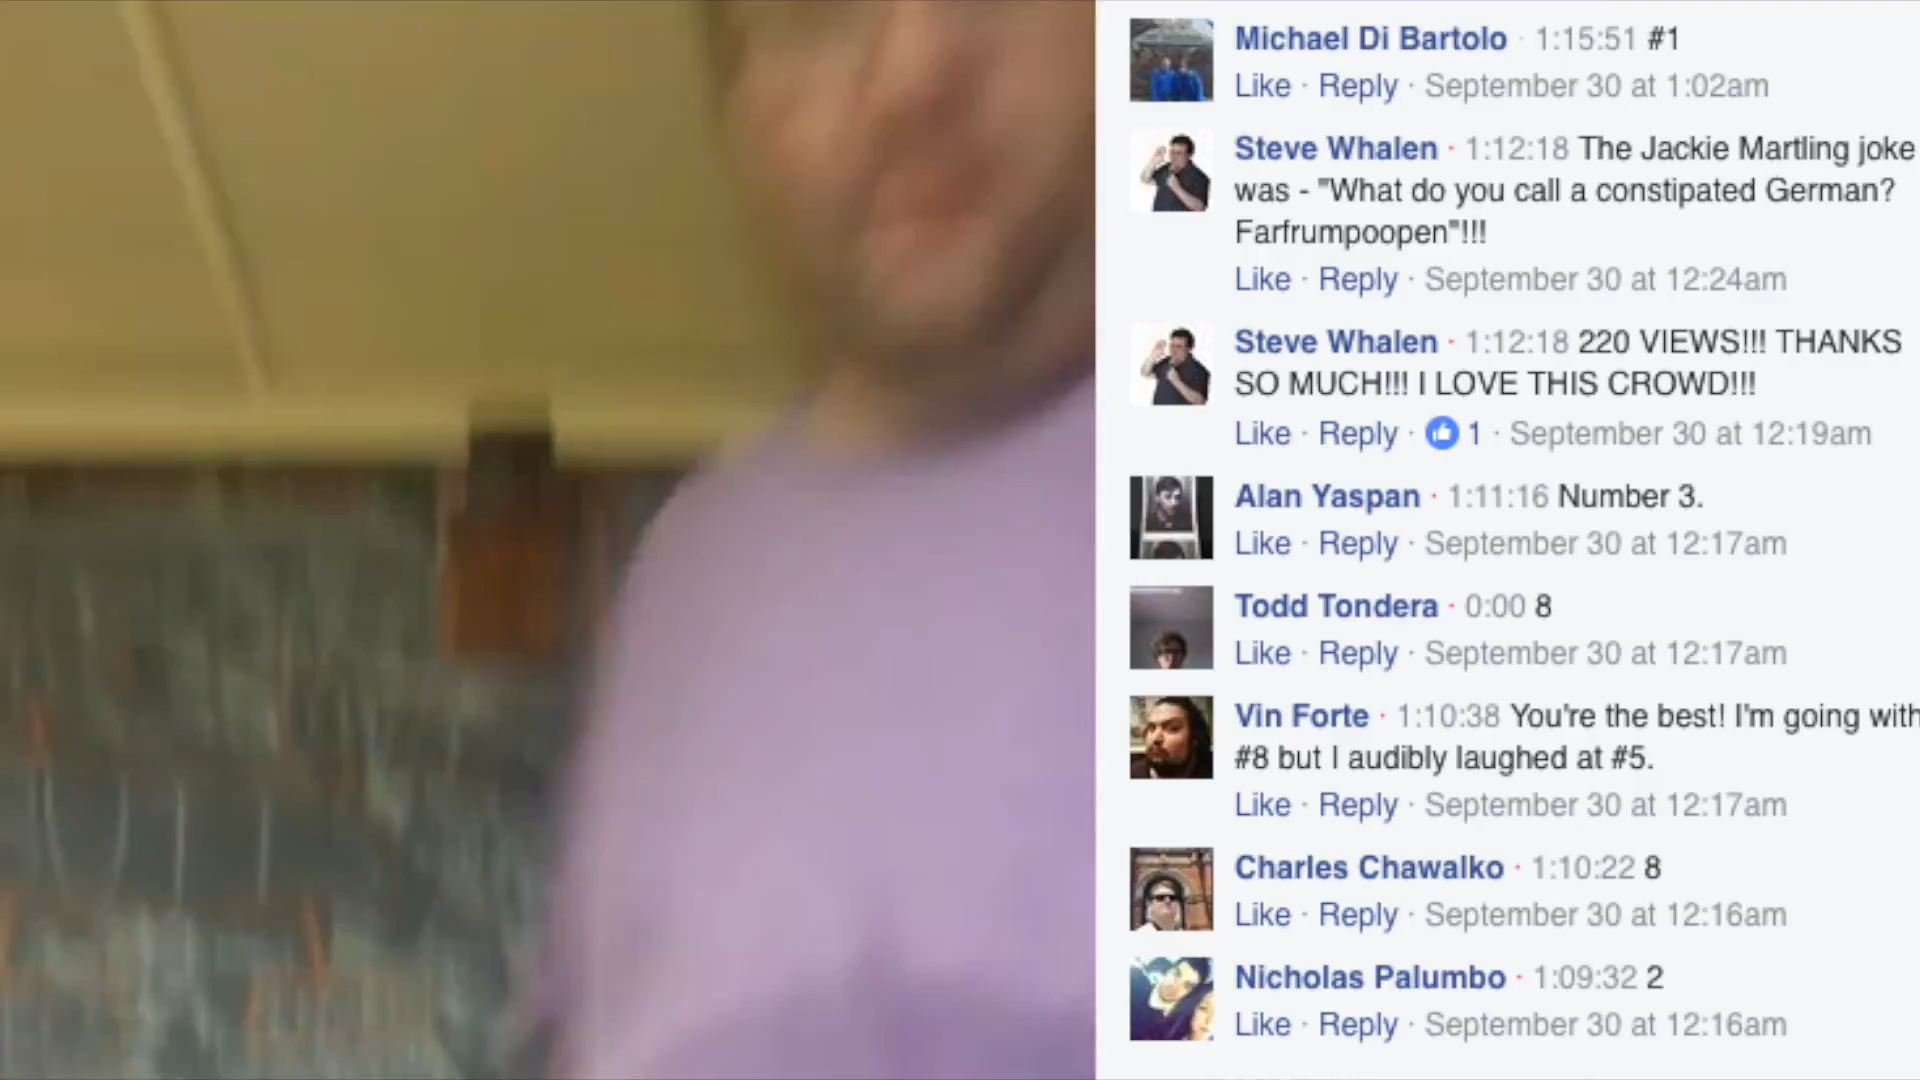 Michael Di Bartolo · 1:15:51 #1
Like · Reply · September 30 at 1:02am
Steve Whalen · 1:12:18 The Jackie Martling joke
was - "What do you call a constipated German?
Farfrumpoopen"!!!
Like · Reply · September 30 at 12:24am
Steve Whalen · 1:12:18 220 VIEWS!!! THANKS
SO MUCH!!! I LOVE THIS CROWD!!!
Like · Reply · 1 · September 30 at 12:19am
Alan Yaspan · 1:11:16 Number 3.
Like · Reply · September 30 at 12:17am
Todd Tondera · 0:00 8
Like · Reply · September 30 at 12:17am
Vin Forte · 1:10:38 You're the best! I'm going with
#8 but I audibly laughed at #5.
Like · Reply · September 30 at 12:17am
Charles Chawalko · 1:10:22 8
Like · Reply · September 30 at 12:16am
Nicholas Palumbo · 1:09:32 2
Like · Reply · September 30 at 12:16am